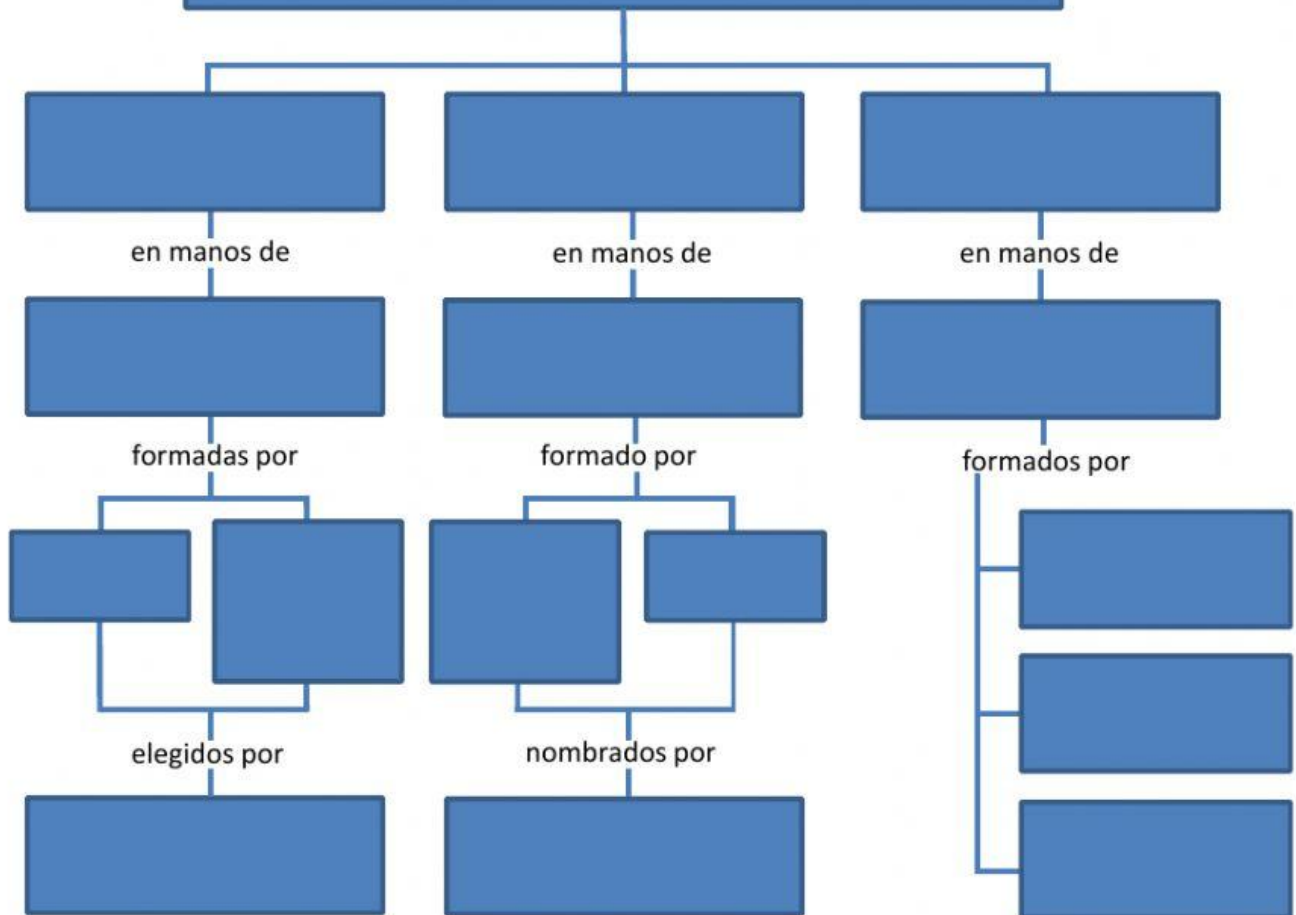 en manos de
en manos de
en manos de
formadas por
formado por
formados por
elegidos por
nombrados por